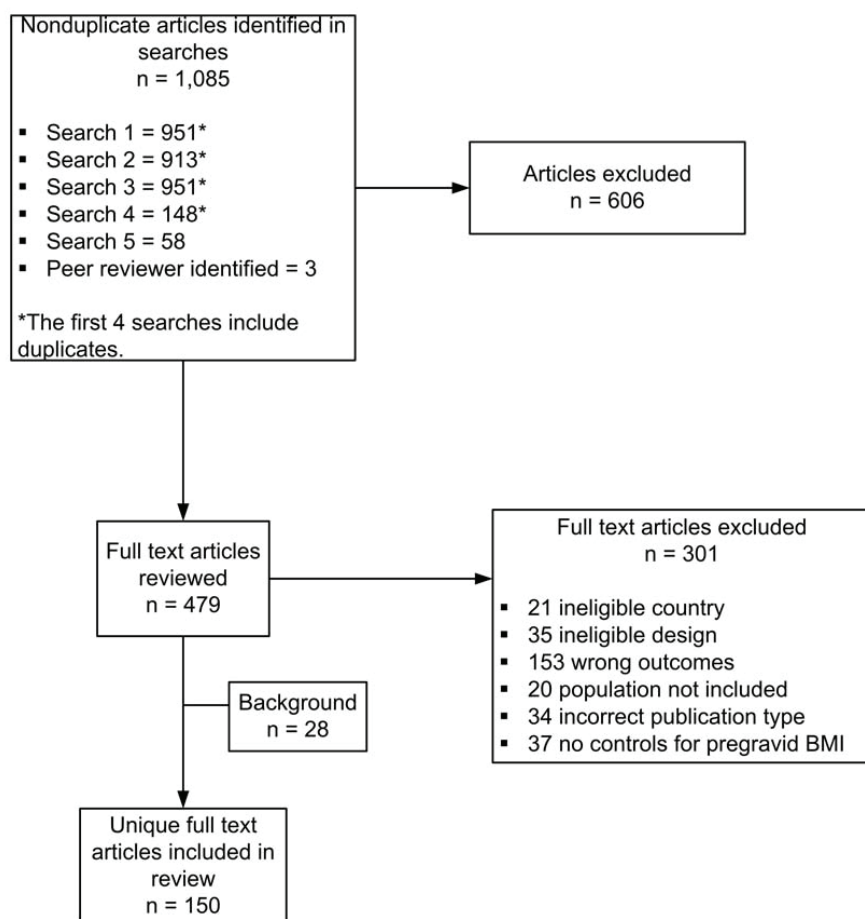 Nonduplicate articles identified in
searches
n = 1,085
▪ Search 1 = 951*
▪ Search 2 = 913*
▪ Search 3 = 951*
▪ Search 4 = 148*
▪ Search 5 = 58
▪ Peer reviewer identified = 3
*The first 4 searches include
duplicates.
Articles excluded
n = 606
Full text articles
reviewed
n = 479
Full text articles excluded
n = 301
▪ 21 ineligible country
▪ 35 ineligible design
▪ 153 wrong outcomes
▪ 20 population not included
▪ 34 incorrect publication type
▪ 37 no controls for pregravid BMI
Background
n = 28
Unique full text
articles included in
review
n = 150